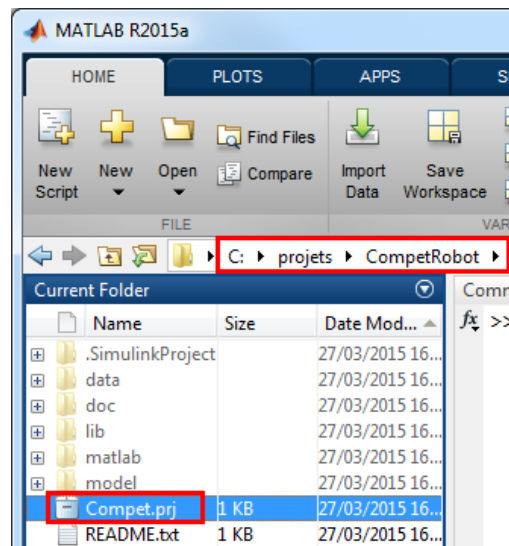 MATLAB R2015a
HOME PLOTS APPS S
Find Files
Compare
New Script New Open Import Data Save Workspace
FILE VAR
C: projets CompetRobot
Current Folder Comm
Name Size Date Mod...
fx >>
.SimulinkProject 27/03/2015 16...
data 27/03/2015 16...
doc 27/03/2015 16...
lib 27/03/2015 16...
matlab 27/03/2015 16...
model 27/03/2015 16...
Compet.prj 1 KB 27/03/2015 16...
README.txt 1 KB 27/03/2015 16...